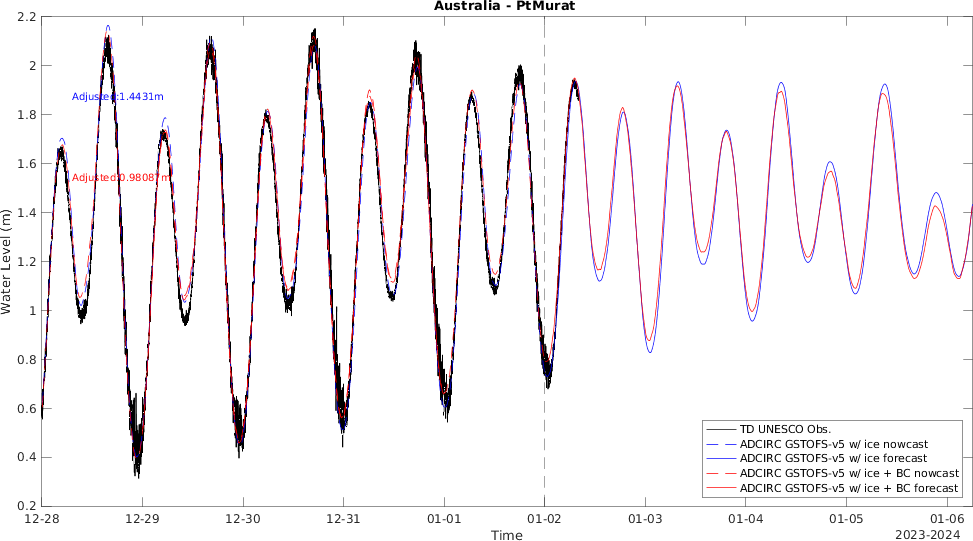 Australia - PtMurat
2.2
2
1.8
1.6
1.4
1.2
1
0.8
0.6
0.4
0.2
Water Level (m)
Adjusted:1.4431m
Adjusted:0.98087m
TD UNESCO Obs.
ADCIRC GSTOFS-v5 w/ ice nowcast
ADCIRC GSTOFS-v5 w/ ice forecast
ADCIRC GSTOFS-v5 w/ ice + BC nowcast
ADCIRC GSTOFS-v5 w/ ice + BC forecast
12-28 12-29 12-30 12-31 01-01 01-02 01-03 01-04 01-05 01-06
Time
2023-2024